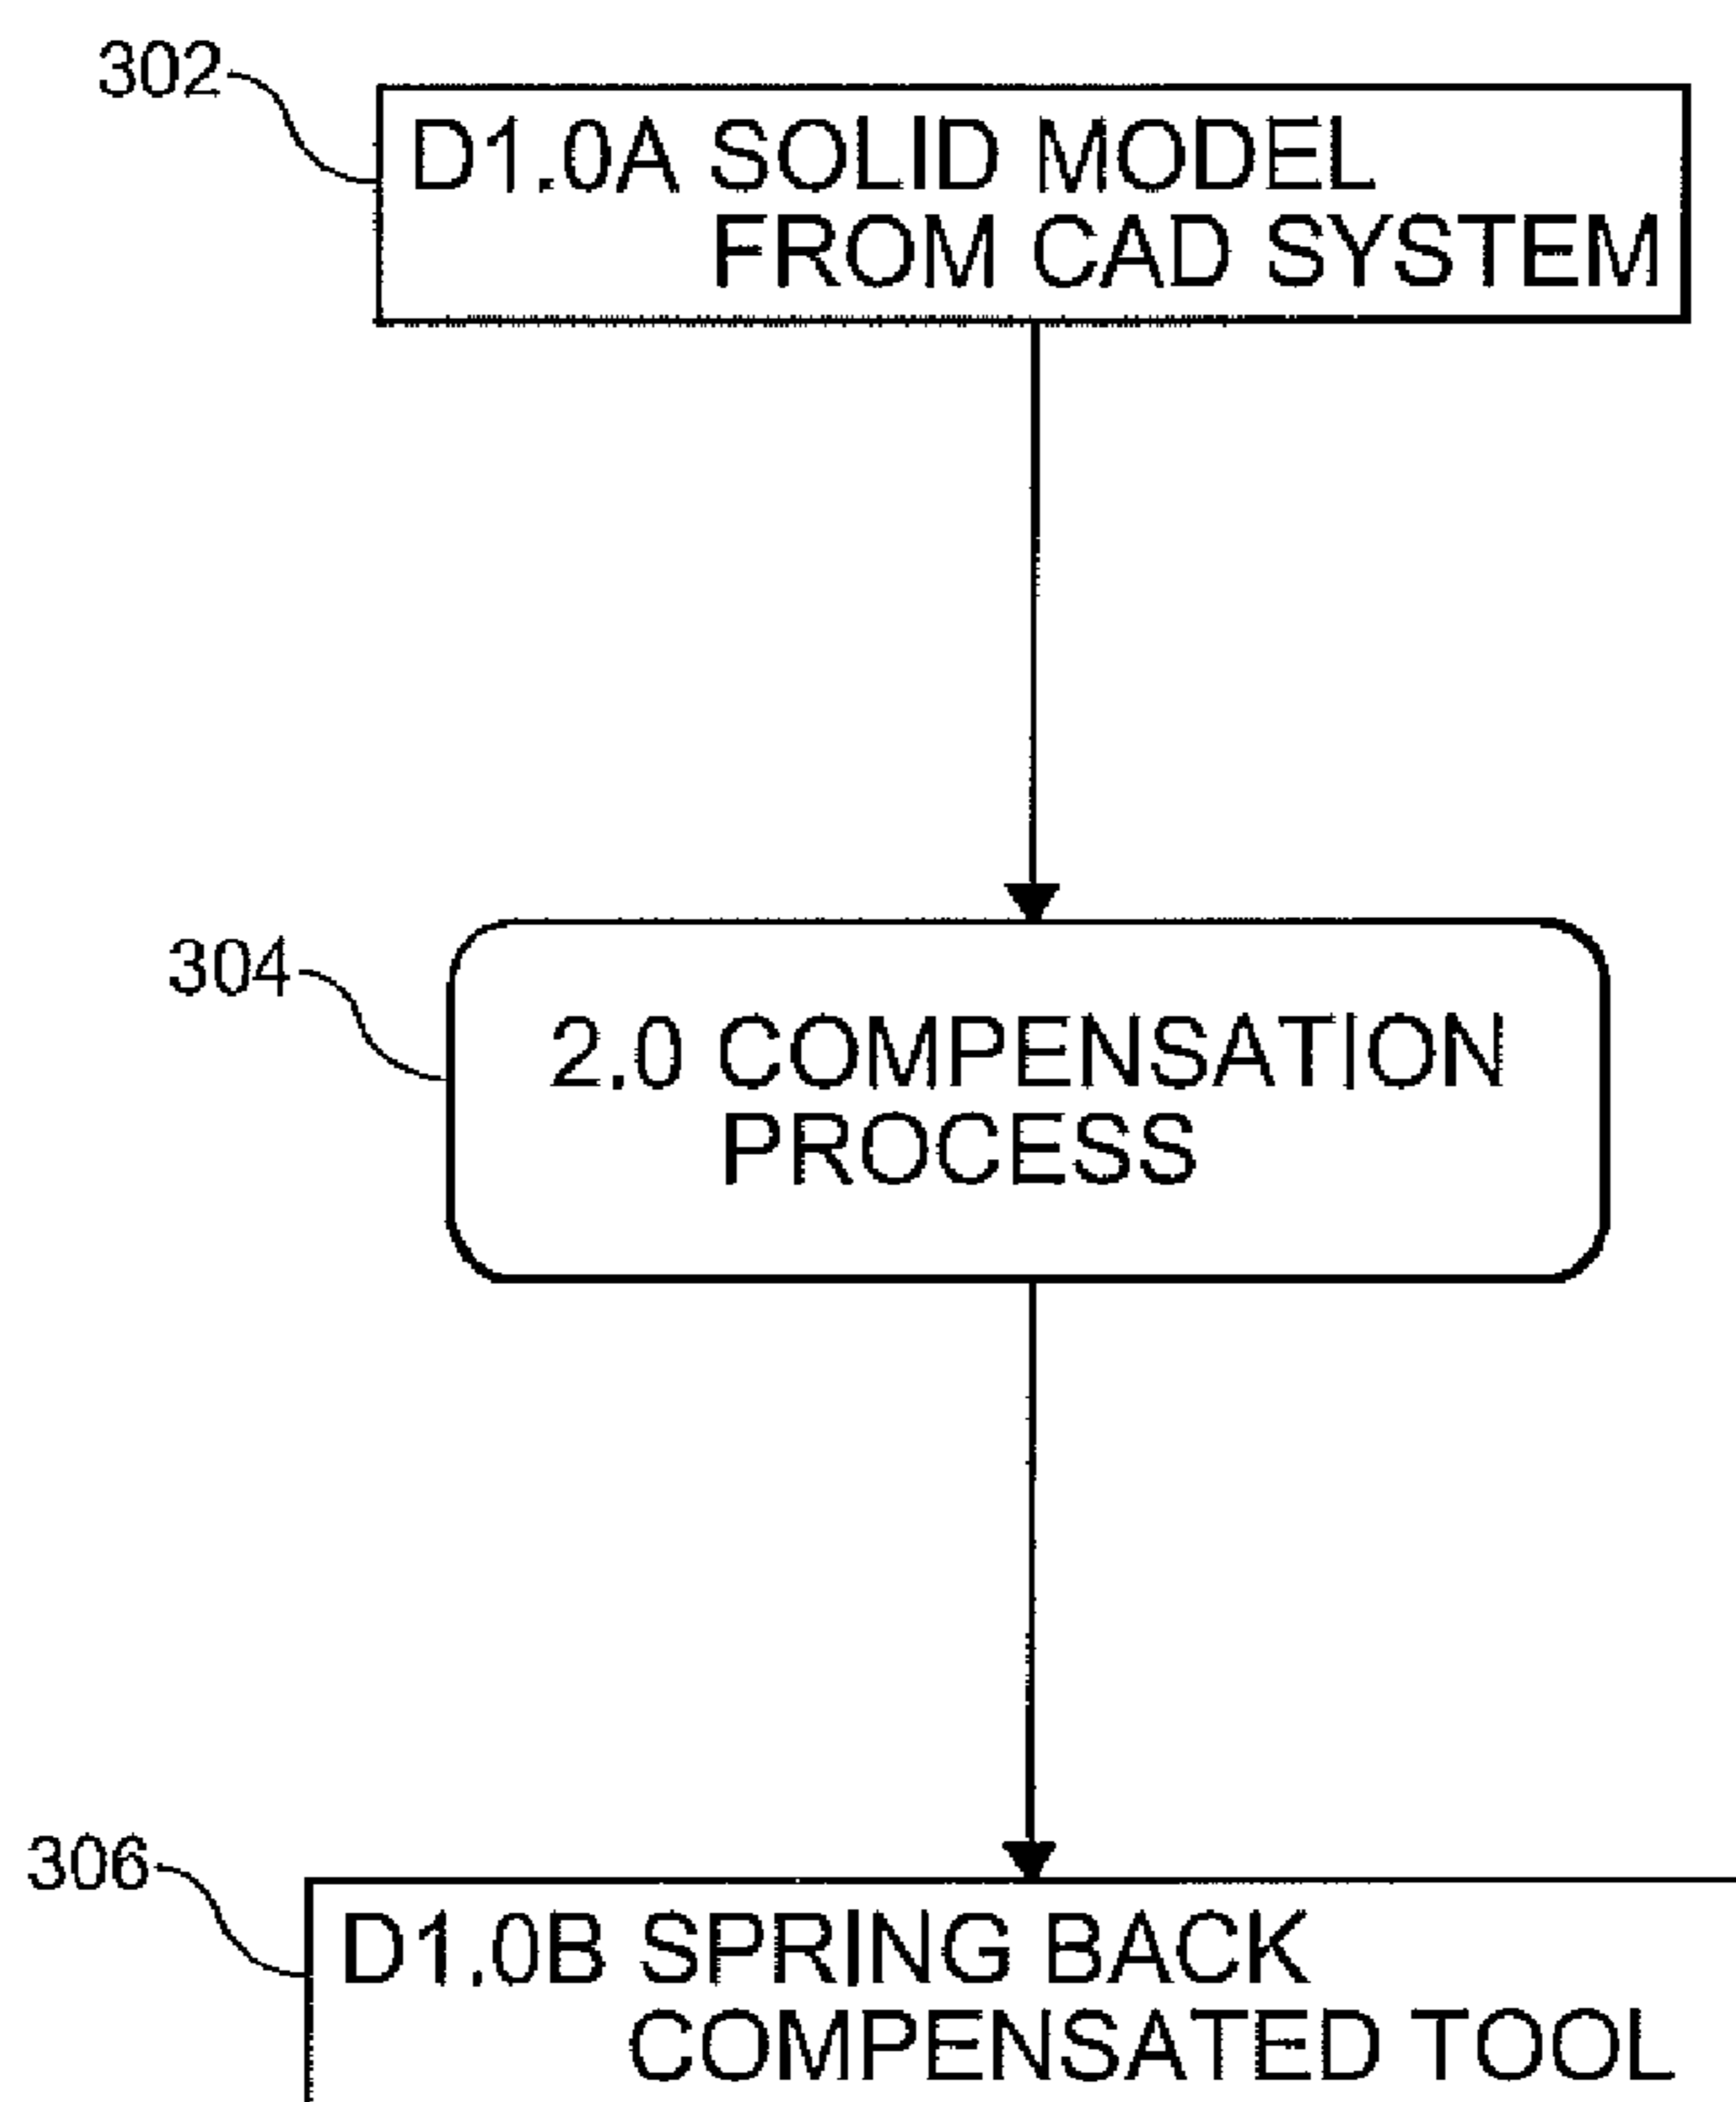 302
D1.0A SOLID MODEL
FROM CAD SYSTEM
304
2.0 COMPENSATION
PROCESS
306
D1.0B SPRING BACK
COMPENSATED TOOL